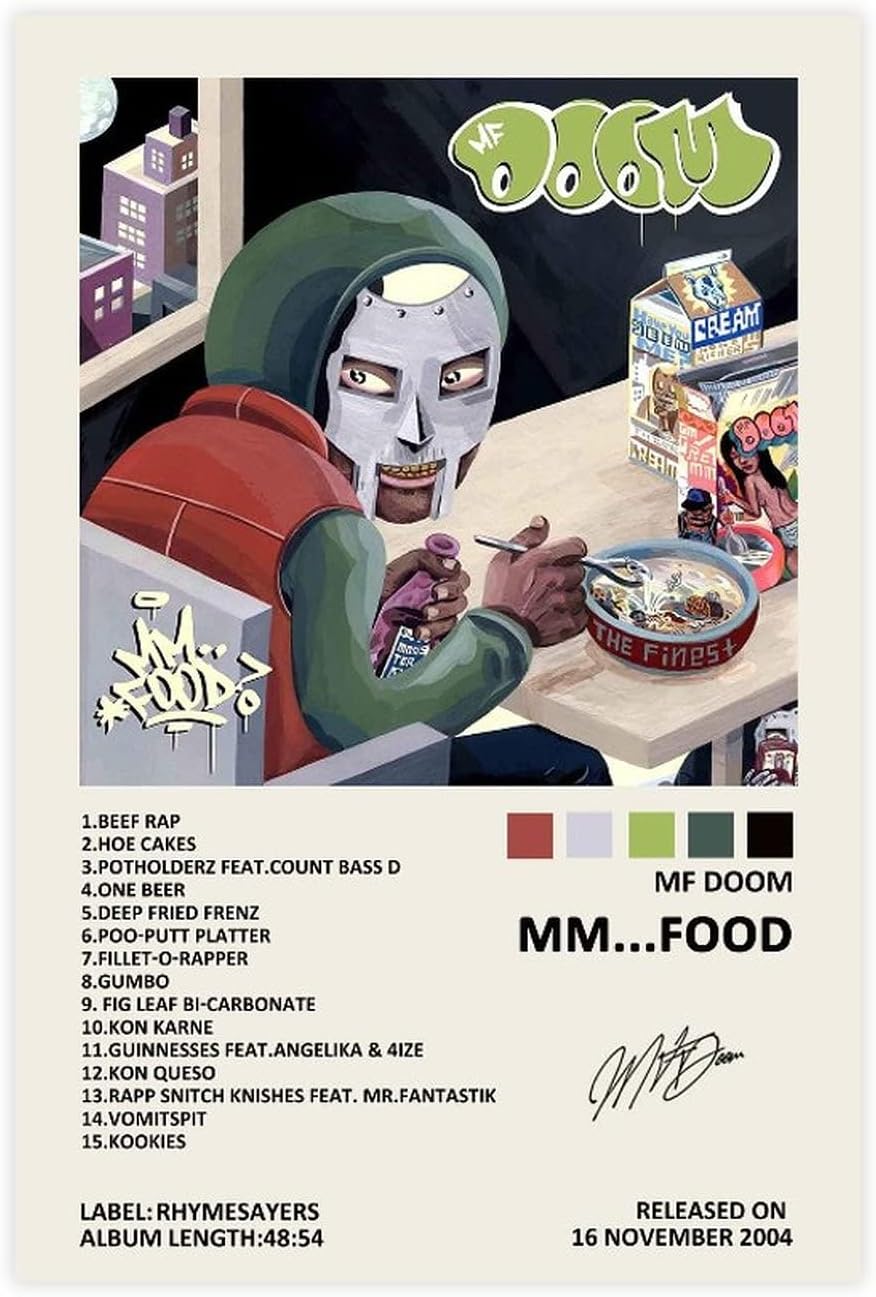 MF DOOM
CREAM
THE FINEST
MM..
FOOD?
1.BEEF RAP
2.HOE CAKES
3.POTHOLDERZ FEAT.COUNT BASS D
4.ONE BEER
5.DEEP FRIED FRENZ
6.POO-PUTT PLATTER
7.FILLET-O-RAPPER
8.GUMBO
9. FIG LEAF BI-CARBONATE
10.KON KARNE
11.GUINNESSES FEAT.ANGELIKA & 4IZE
12.KON QUESO
13.RAPP SNITCH KNISHES FEAT. MR.FANTASTIK
14.VOMITSPIT
15.KOOKIES
MF DOOM
MM...FOOD
MF Doom
LABEL:RHYMESAYERS
ALBUM LENGTH:48:54
RELEASED ON
16 NOVEMBER 2004